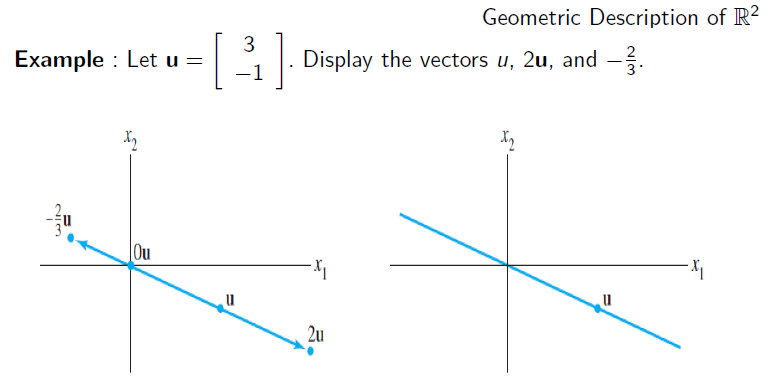 Geometric Description of ℝ²
Example : Let u = [ 3 -1 ]. Display the vectors u, 2u, and −2/3.
x₂
-2/3 u
0u
x₁
u
2u
x₂
x₁
u